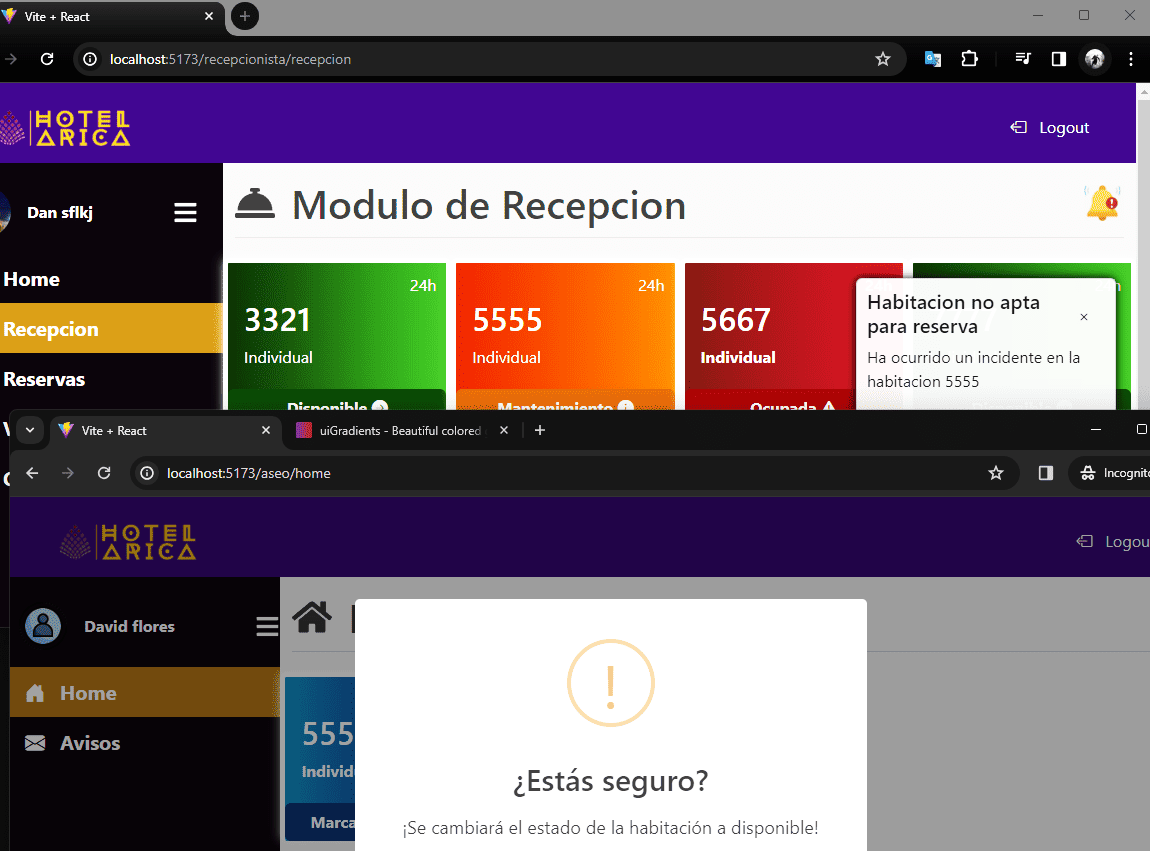 Vite + React
localhost:5173/recepcionista/recepcion
HOTEL
ARICA
Logout
Dan sflkj
Modulo de Recepcion
Home
Recepcion
Reservas
24h
3321
Individual
Disponible
24h
5555
Individual
Mantenimiento
5667
Individual
Ocupada
Habitacion no apta
para reserva
Ha ocurrido un incidente en la
habitacion 5555
Vite + React
uiGradients - Beautiful colored
localhost:5173/aseo/home
Incognito
HOTEL
ARICA
Logou
David flores
Home
Avisos
555
Individ
Marca
¿Estás seguro?
¡Se cambiará el estado de la habitación a disponible!